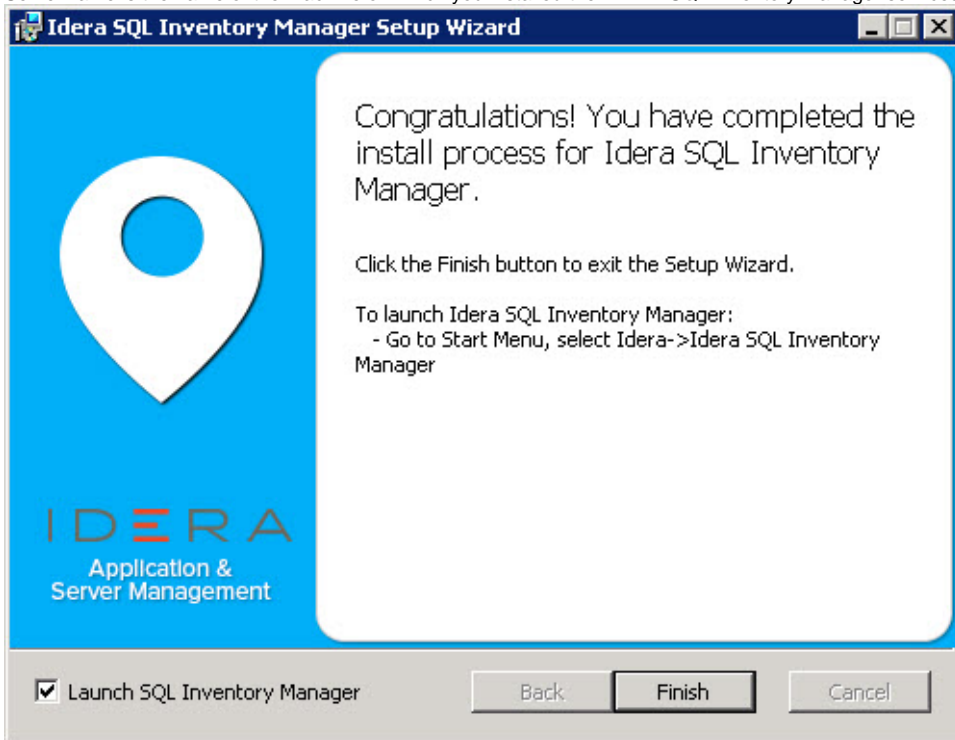 Idera SQL Inventory Manager Setup Wizard
Congratulations! You have completed the
install process for Idera SQL Inventory
Manager.
Click the Finish button to exit the Setup Wizard.
To launch Idera SQL Inventory Manager:
- Go to Start Menu, select Idera->Idera SQL Inventory
Manager
IDERA
Application &
Server Management
Launch SQL Inventory Manager
Back
Finish
Cancel